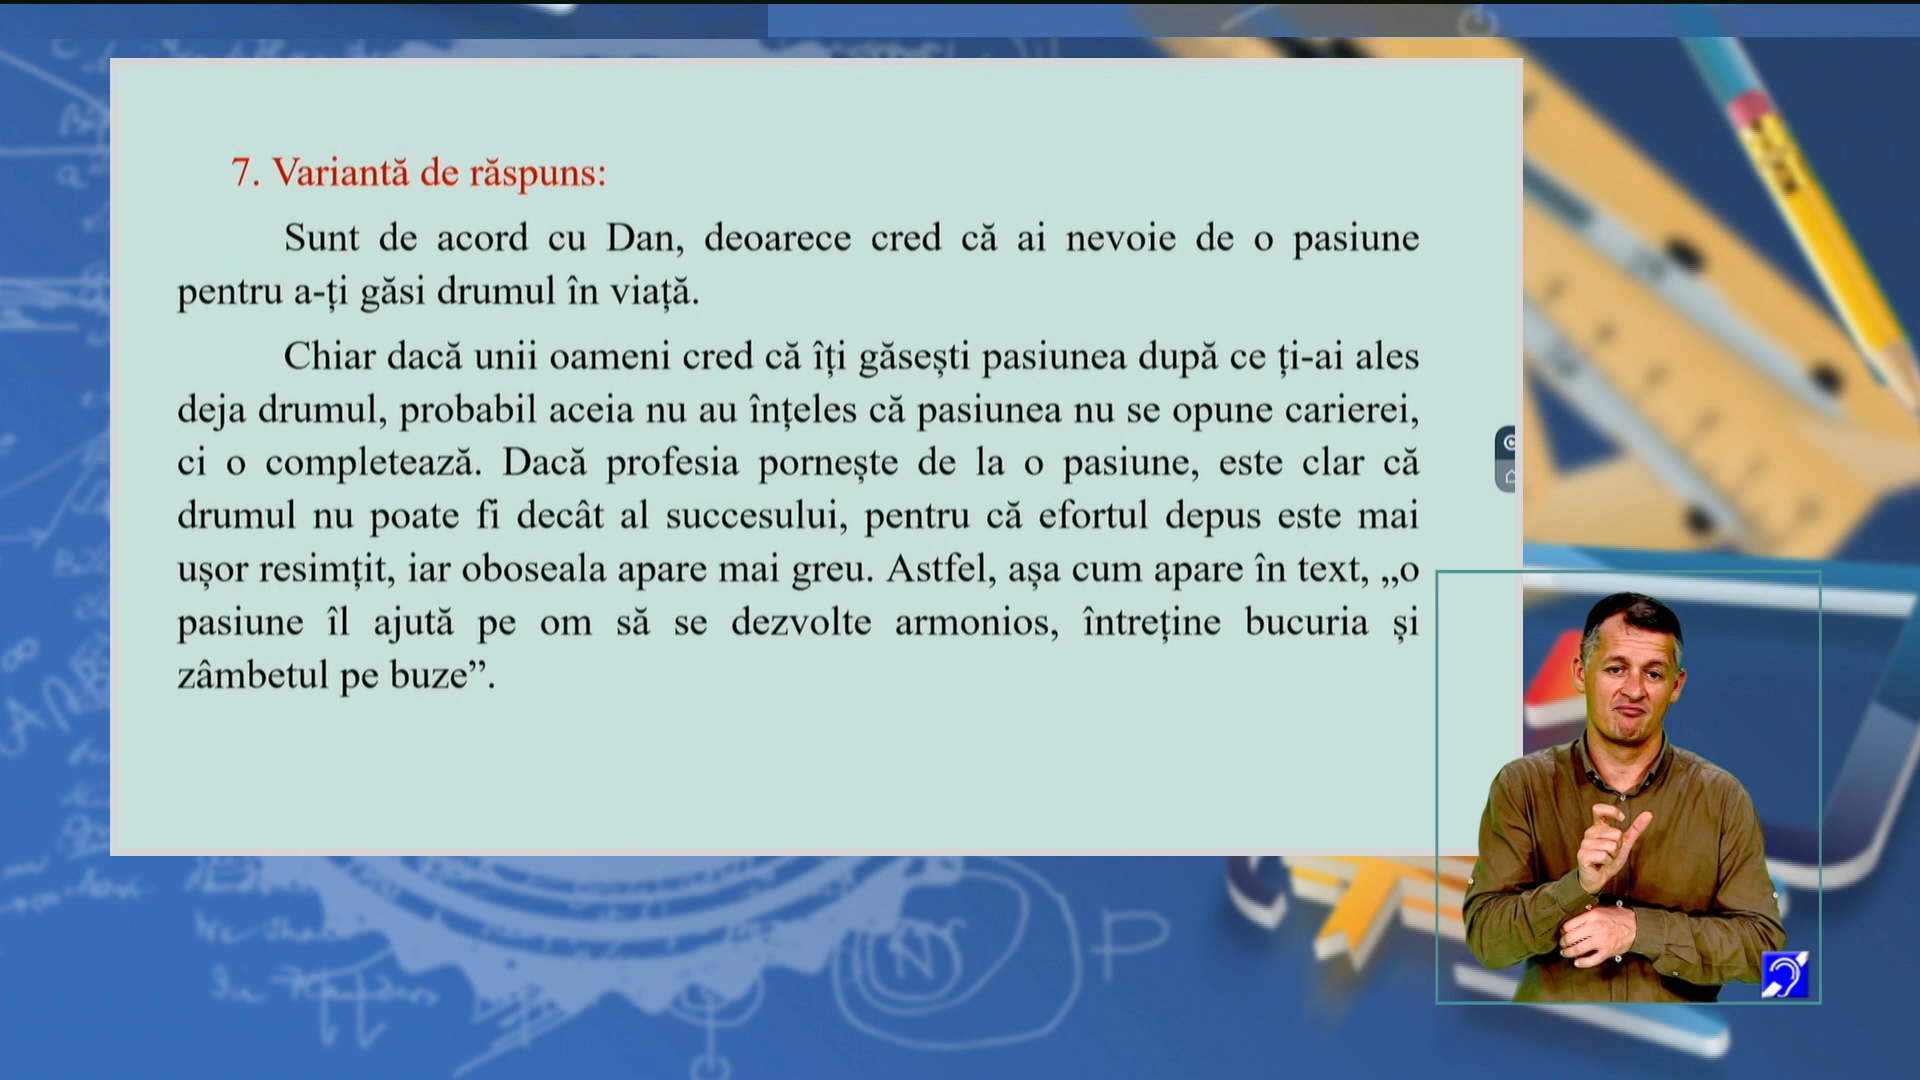 7. Variantă de răspuns:
Sunt de acord cu Dan, deoarece cred că ai nevoie de o pasiune
pentru a-ți găsi drumul în viață.
Chiar dacă unii oameni cred că îți găsești pasiunea după ce ți-ai ales
deja drumul, probabil aceia nu au înțeles că pasiunea nu se opune carierei,
ci o completează. Dacă profesia pornește de la o pasiune, este clar că
drumul nu poate fi decât al succesului, pentru că efortul depus este mai
ușor resimțit, iar oboseala apare mai greu. Astfel, așa cum apare în text, „o
pasiune îl ajută pe om să se dezvolte armonios, întreține bucuria și
zâmbetul pe buze”.
N
P